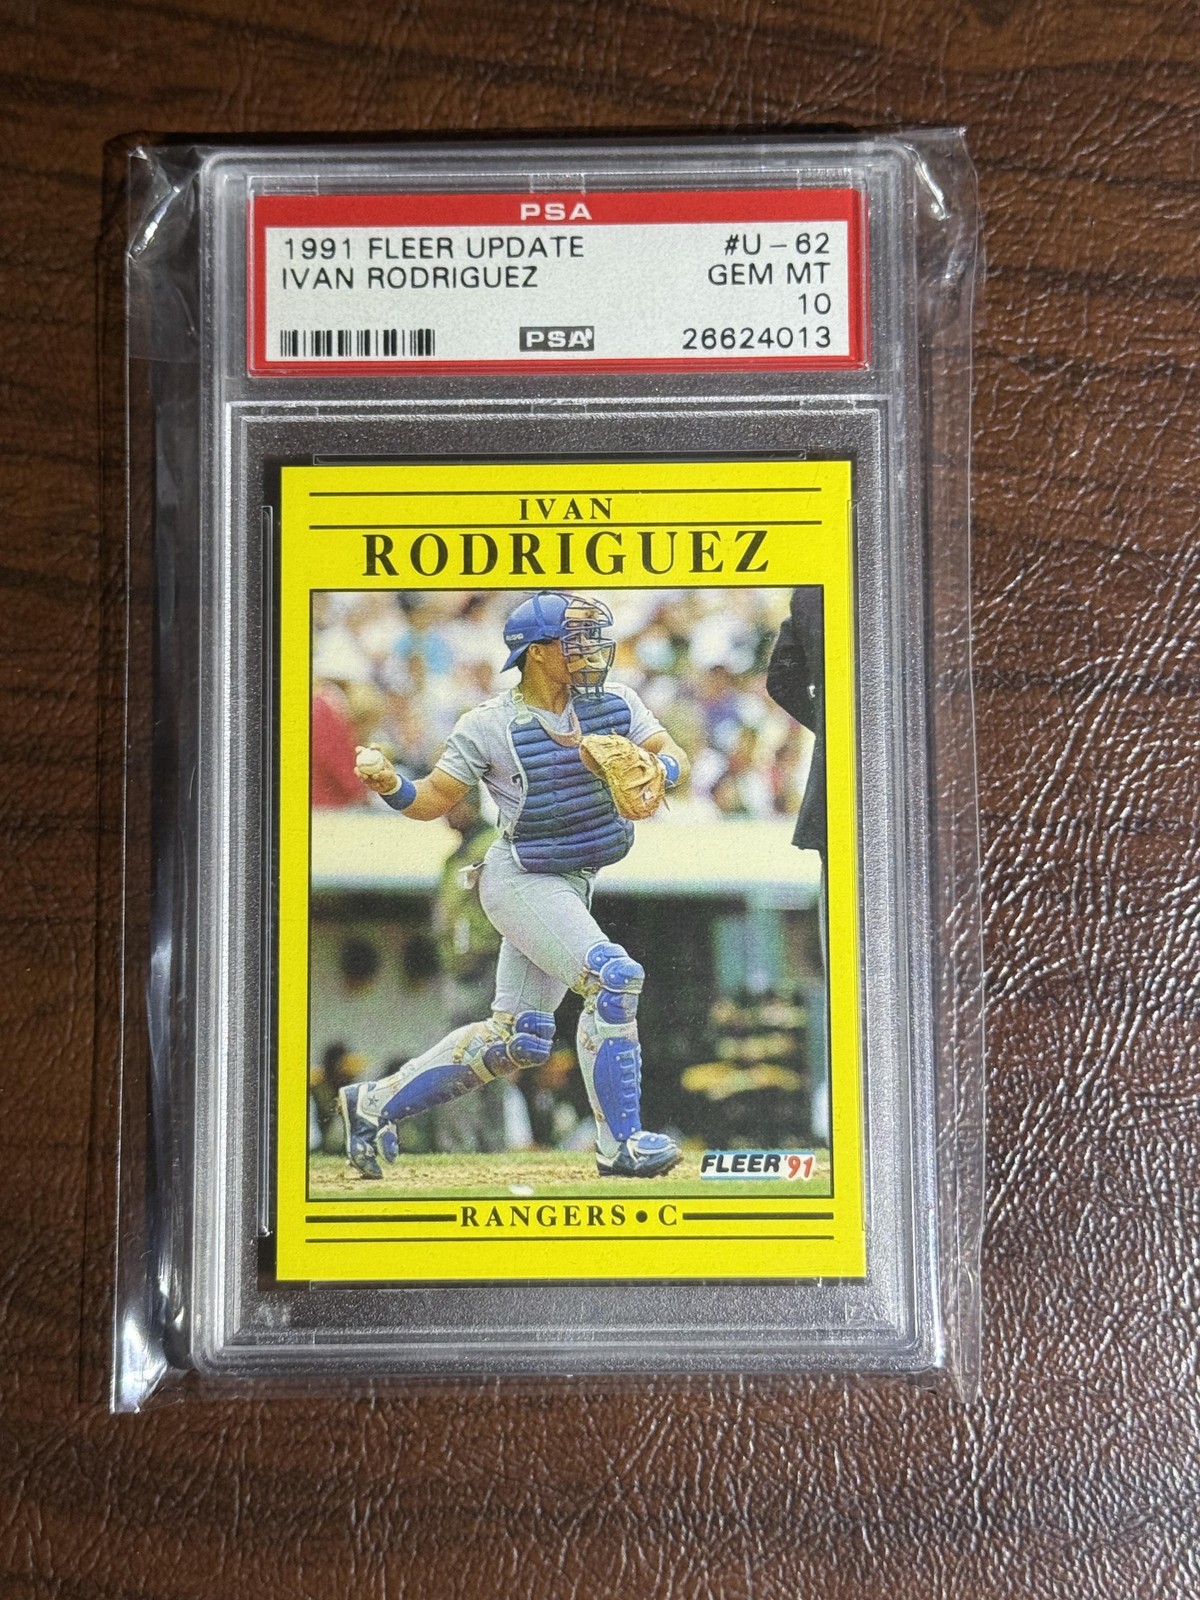 PSA
1991 FLEER UPDATE #U-62
IVAN RODRIGUEZ GEM MT
10
PSA 26624013
IVAN
RODRIGUEZ
FLEER '91
RANGERS • C